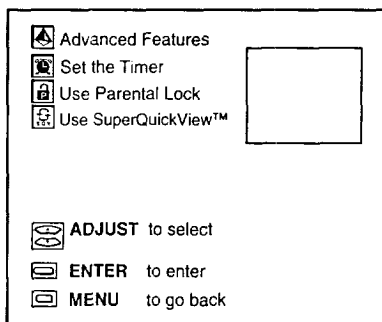 Advanced Features
Set the Timer
Use Parental Lock
Use SuperQuickView™
ADJUST to select
ENTER to enter
MENU to go back